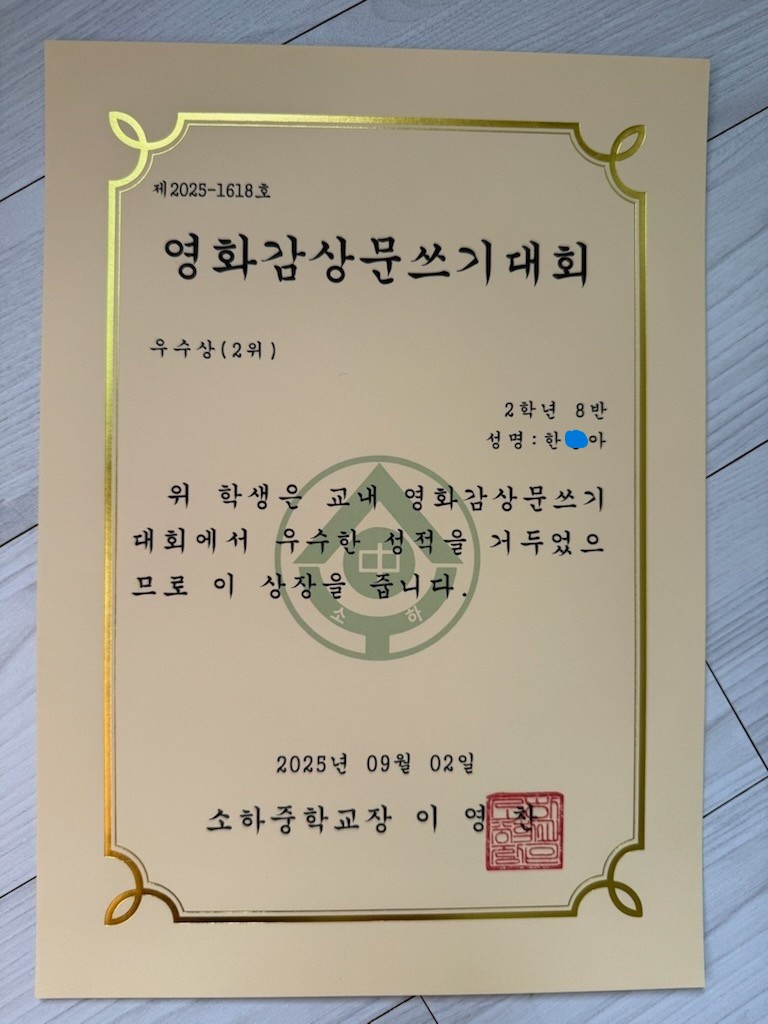 제2025-1618호
영화감상문쓰기대회
우수상(2위)
2학년 8반
성명:한 아
위 학생은 교내 영화감상문쓰기
대회에서 우수한 성적을 거두었으
므로 이 상장을 줍니다.
中
소 하
2025년 09월 02일
소하중학교장 이 영 찬